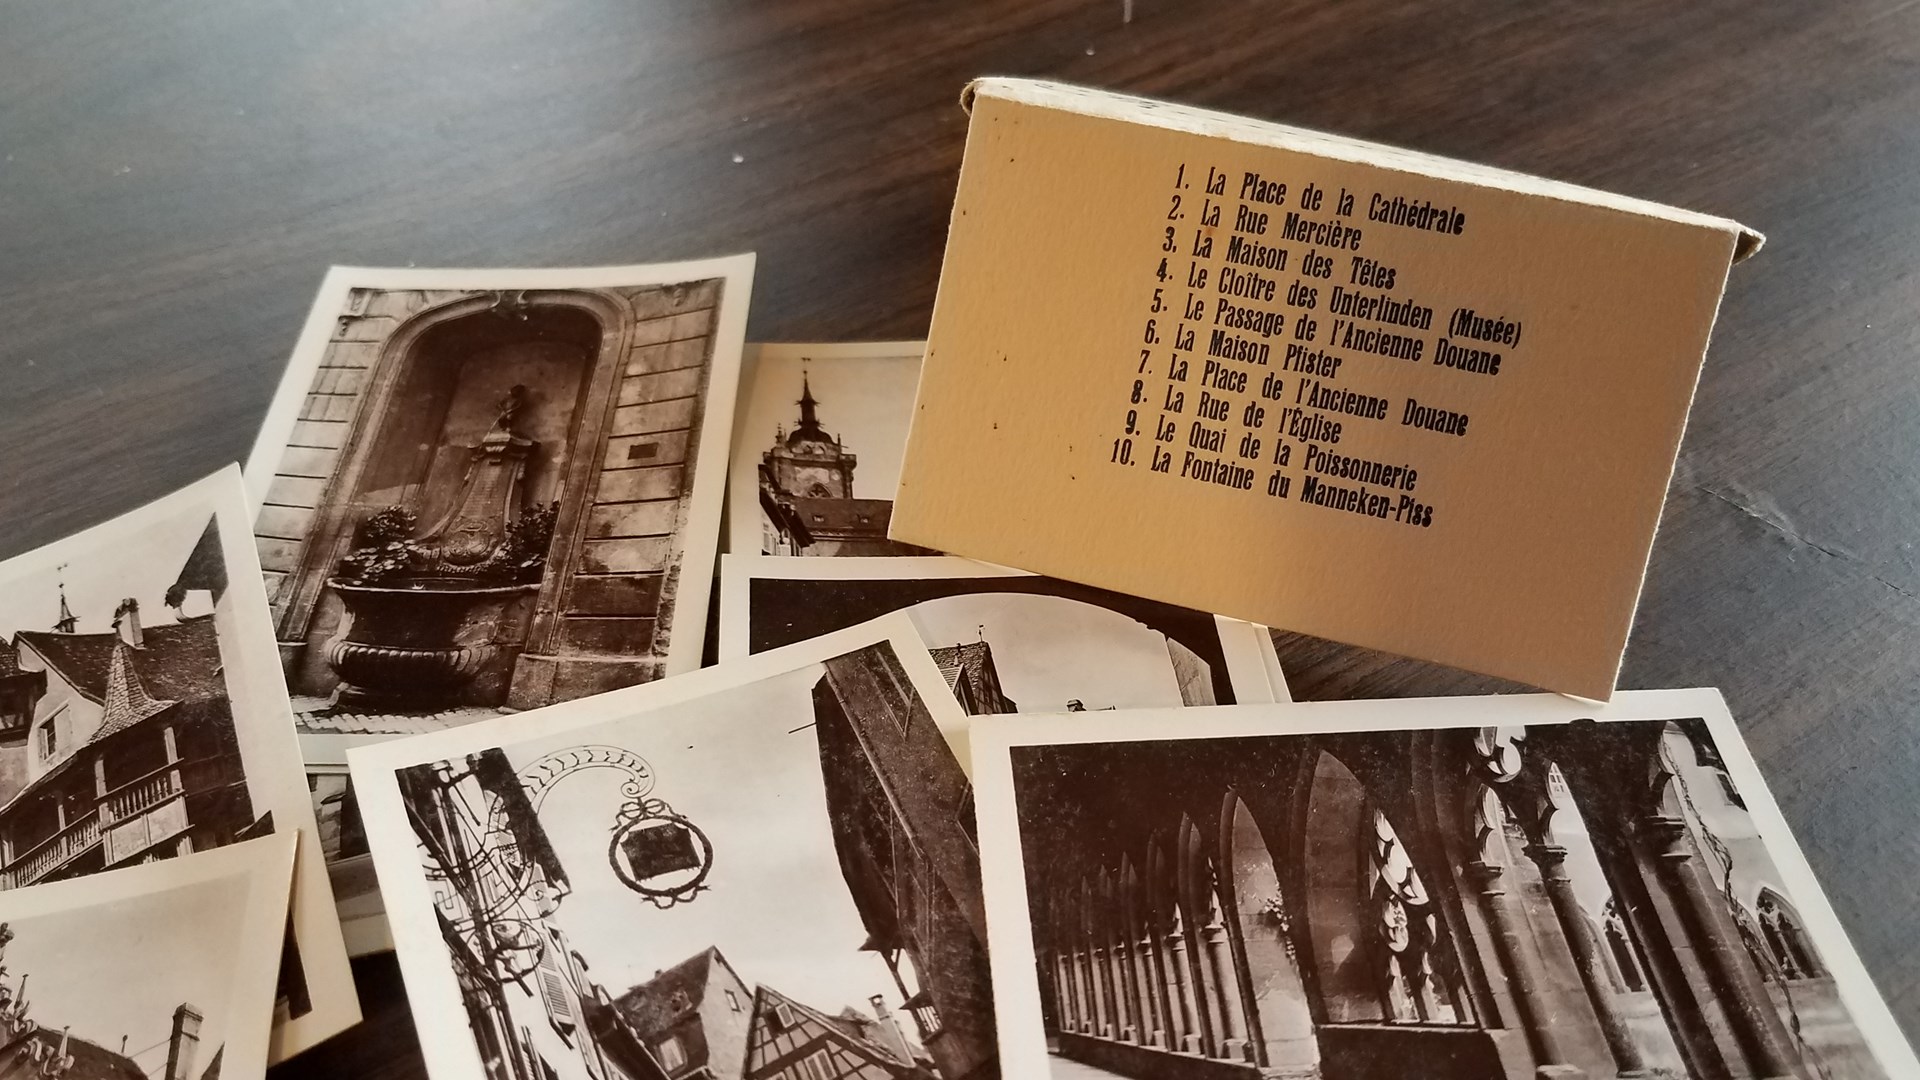 1. La Place de la Cathédrale
2. La Rue Mercière
3. La Maison des Têtes
4. Le Cloître des Unterlinden (Musée)
5. Le Passage de l'Ancienne Douane
6. La Maison Pfister
7. La Place de l'Ancienne Douane
8. La Rue de l'Église
9. Le Quai de la Poissonnerie
10. La Fontaine du Manneken-Piss